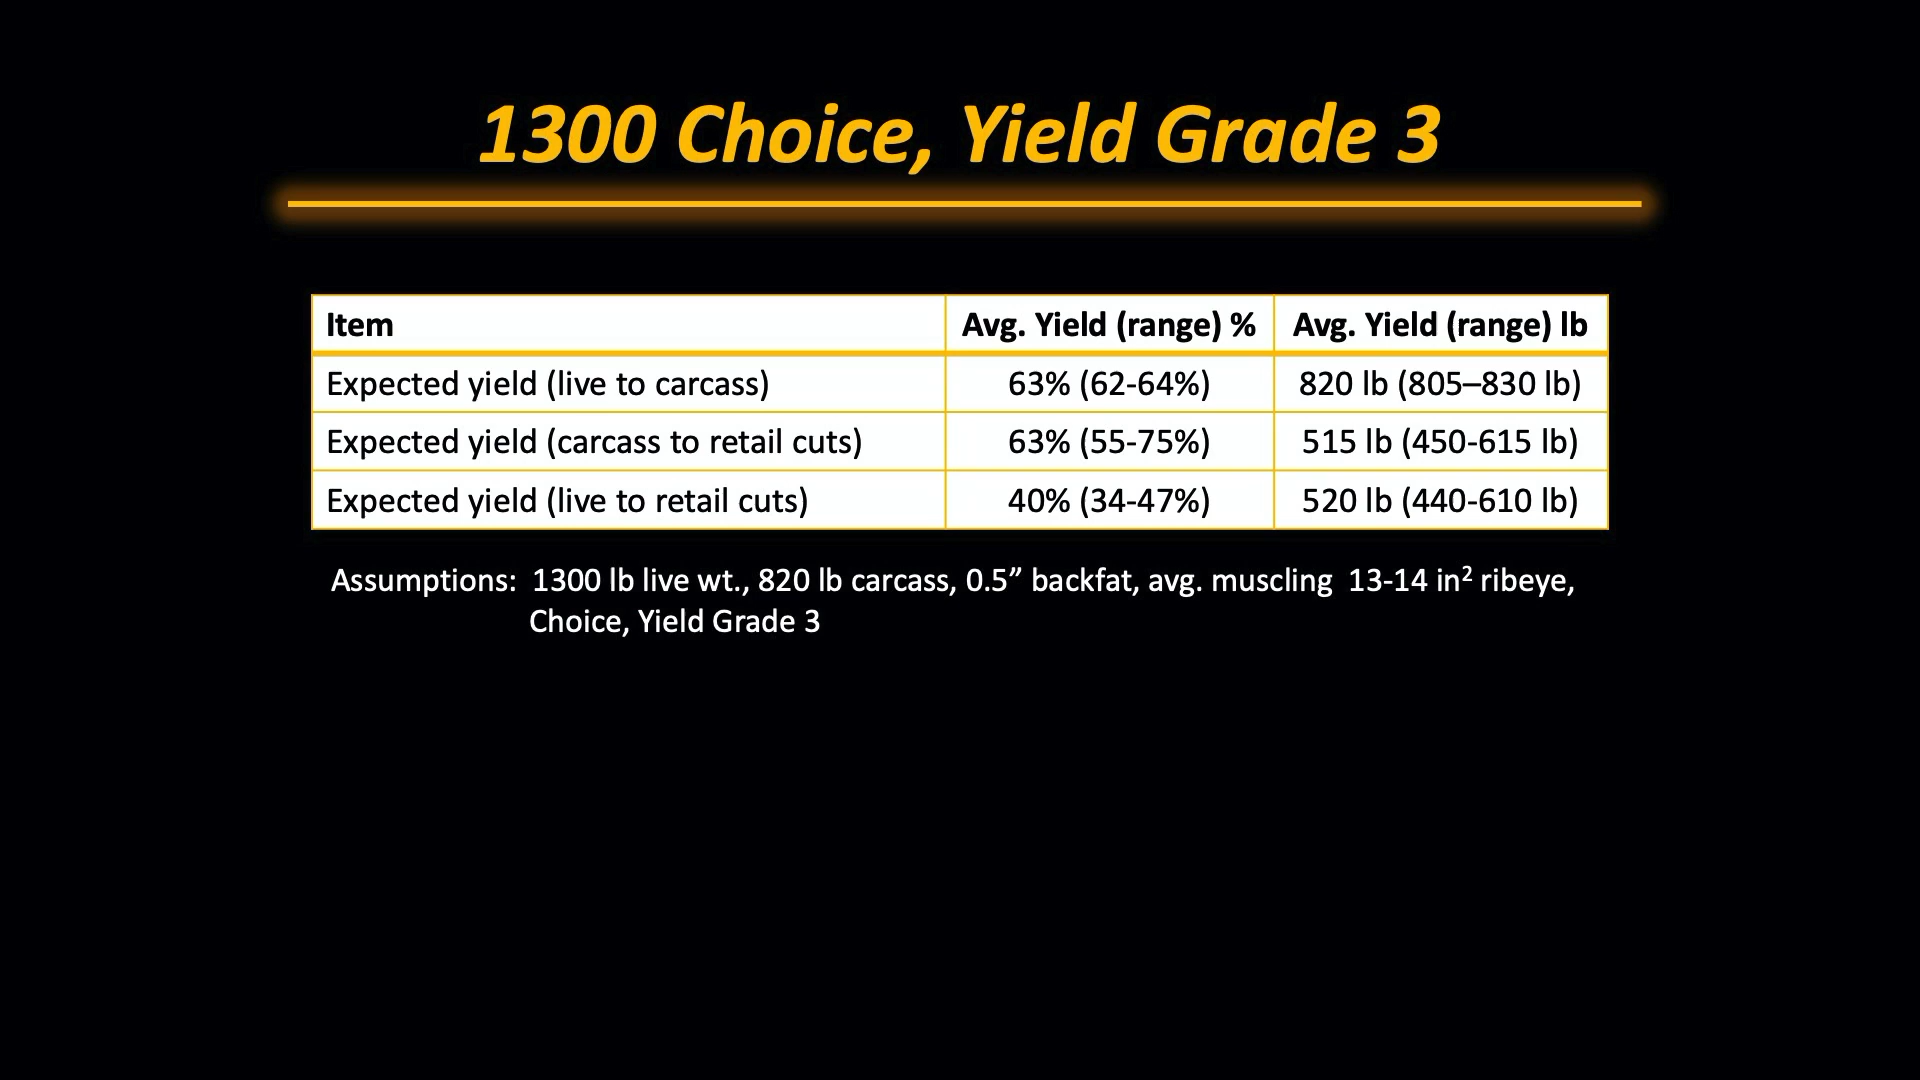 1300 Choice, Yield Grade 3
Item Avg. Yield (range) % Avg. Yield (range) lb
Expected yield (live to carcass) 63% (62-64%) 820 lb (805–830 lb)
Expected yield (carcass to retail cuts) 63% (55-75%) 515 lb (450-615 lb)
Expected yield (live to retail cuts) 40% (34-47%) 520 lb (440-610 lb)
Assumptions: 1300 lb live wt., 820 lb carcass, 0.5” backfat, avg. muscling 13-14 in² ribeye,
Choice, Yield Grade 3